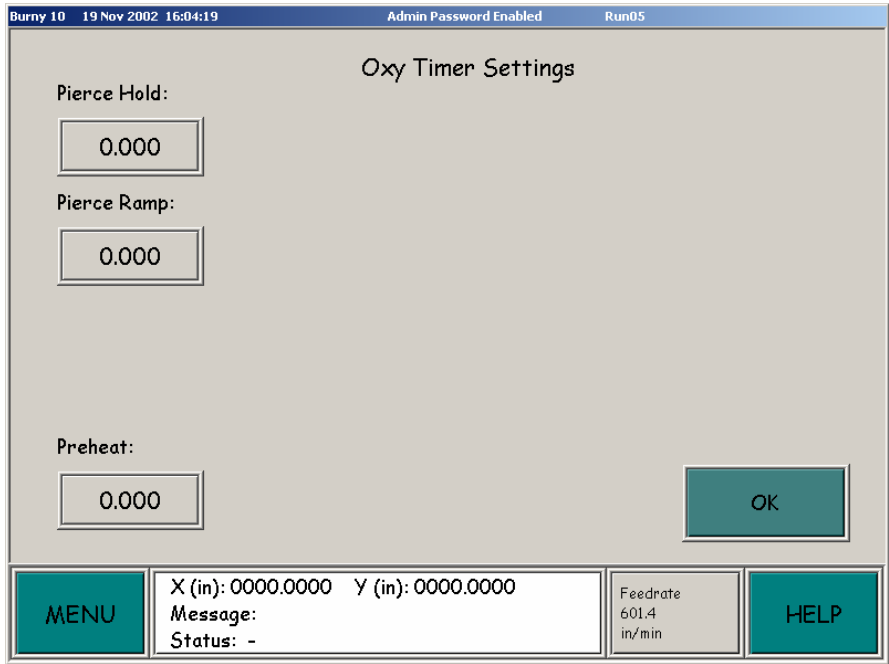 Burny 10 19 Nov 2002 16:04:19 Admin Password Enabled Run05
Oxy Timer Settings
Pierce Hold:
0.000
Pierce Ramp:
0.000
Preheat:
0.000
OK
MENU
X (in): 0000.0000 Y (in): 0000.0000
Message:
Status: -
Feedrate
601.4
in/min
HELP